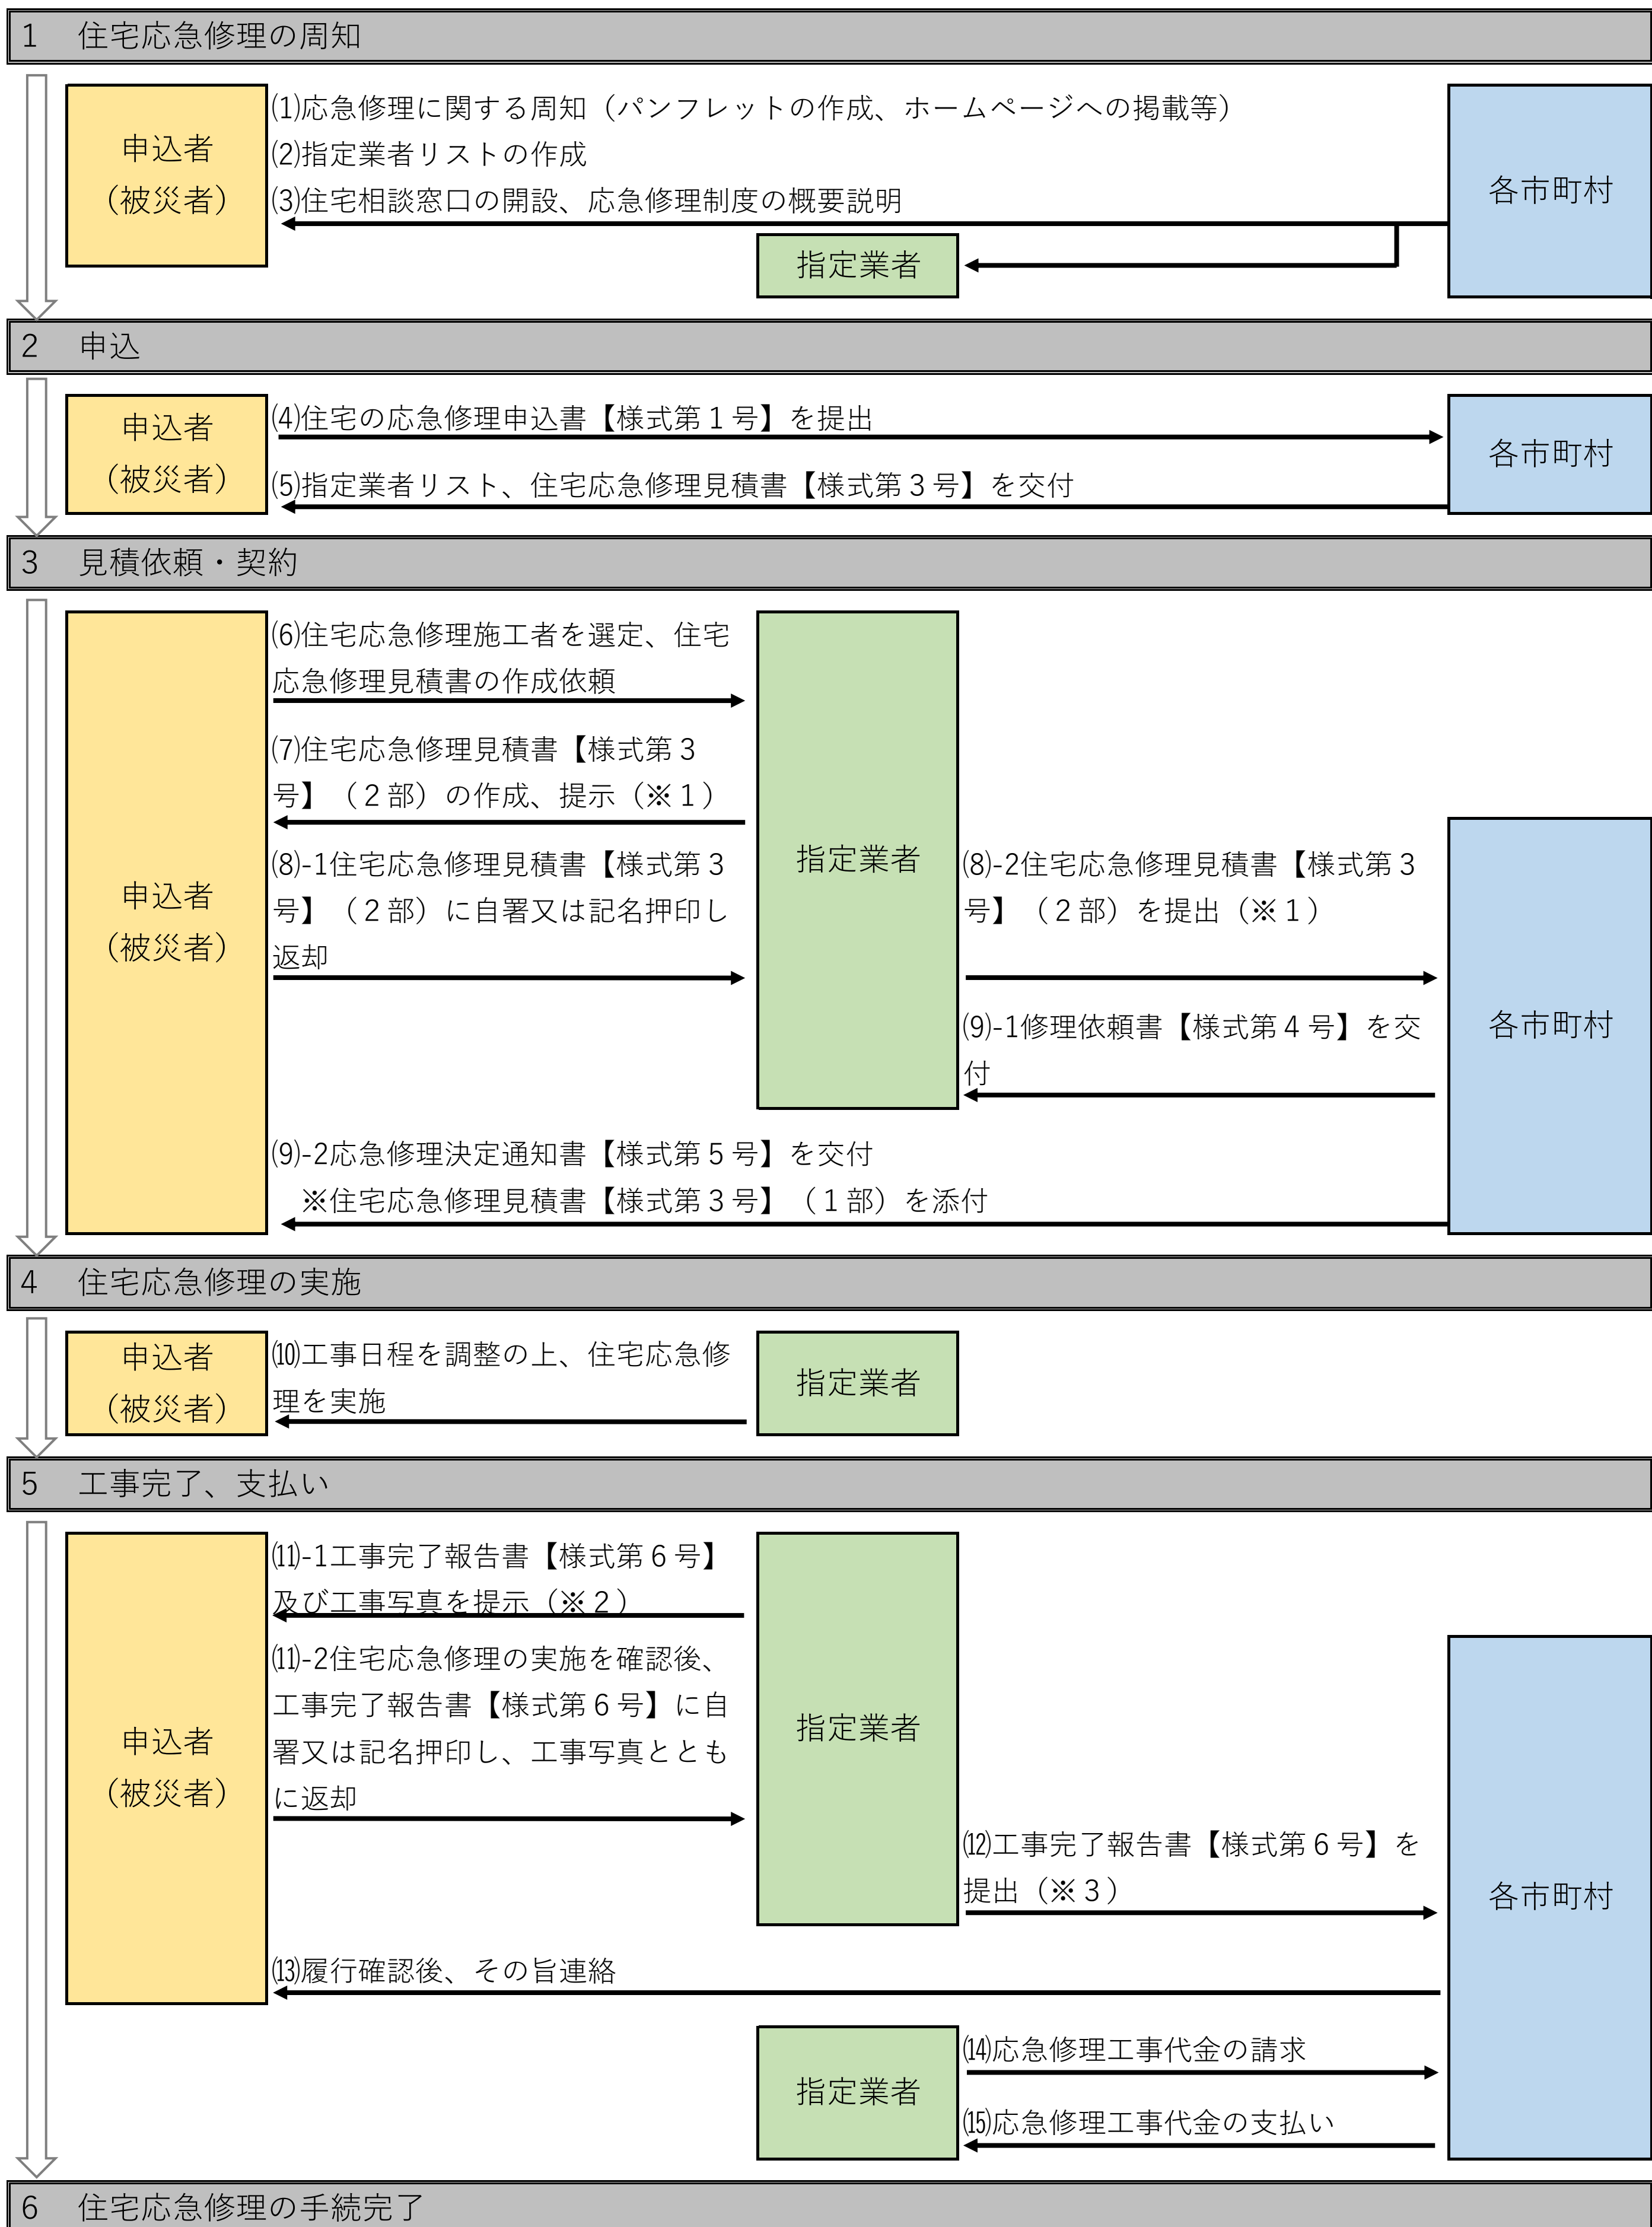 1 住宅応急修理の周知
申込者
（被災者）
⑴応急修理に関する周知（パンフレットの作成、ホームページへの掲載等）
⑵指定業者リストの作成
⑶住宅相談窓口の開設、応急修理制度の概要説明
指定業者
各市町村
2 申込
申込者
（被災者）
⑷住宅の応急修理申込書【様式第１号】を提出
⑸指定業者リスト、住宅応急修理見積書【様式第３号】を交付
各市町村
3 見積依頼・契約
申込者
（被災者）
⑹住宅応急修理施工者を選定、住宅
応急修理見積書の作成依頼
⑺住宅応急修理見積書【様式第３
号】（２部）の作成、提示（※１）
⑻-1住宅応急修理見積書【様式第３
号】（２部）に自署又は記名押印し
返却
指定業者
⑻-2住宅応急修理見積書【様式第３
号】（２部）を提出（※１）
⑼-1修理依頼書【様式第４号】を交
付
各市町村
⑼-2応急修理決定通知書【様式第５号】を交付
※住宅応急修理見積書【様式第３号】（１部）を添付
4 住宅応急修理の実施
申込者
（被災者）
⑽工事日程を調整の上、住宅応急修
理を実施
指定業者
5 工事完了、支払い
申込者
（被災者）
⑾-1工事完了報告書【様式第６号】
及び工事写真を提示（※２）
⑾-2住宅応急修理の実施を確認後、
工事完了報告書【様式第６号】に自
署又は記名押印し、工事写真ととも
に返却
指定業者
⑿工事完了報告書【様式第６号】を
提出（※３）
各市町村
⒀履行確認後、その旨連絡
指定業者
⒁応急修理工事代金の請求
⒂応急修理工事代金の支払い
6 住宅応急修理の手続完了